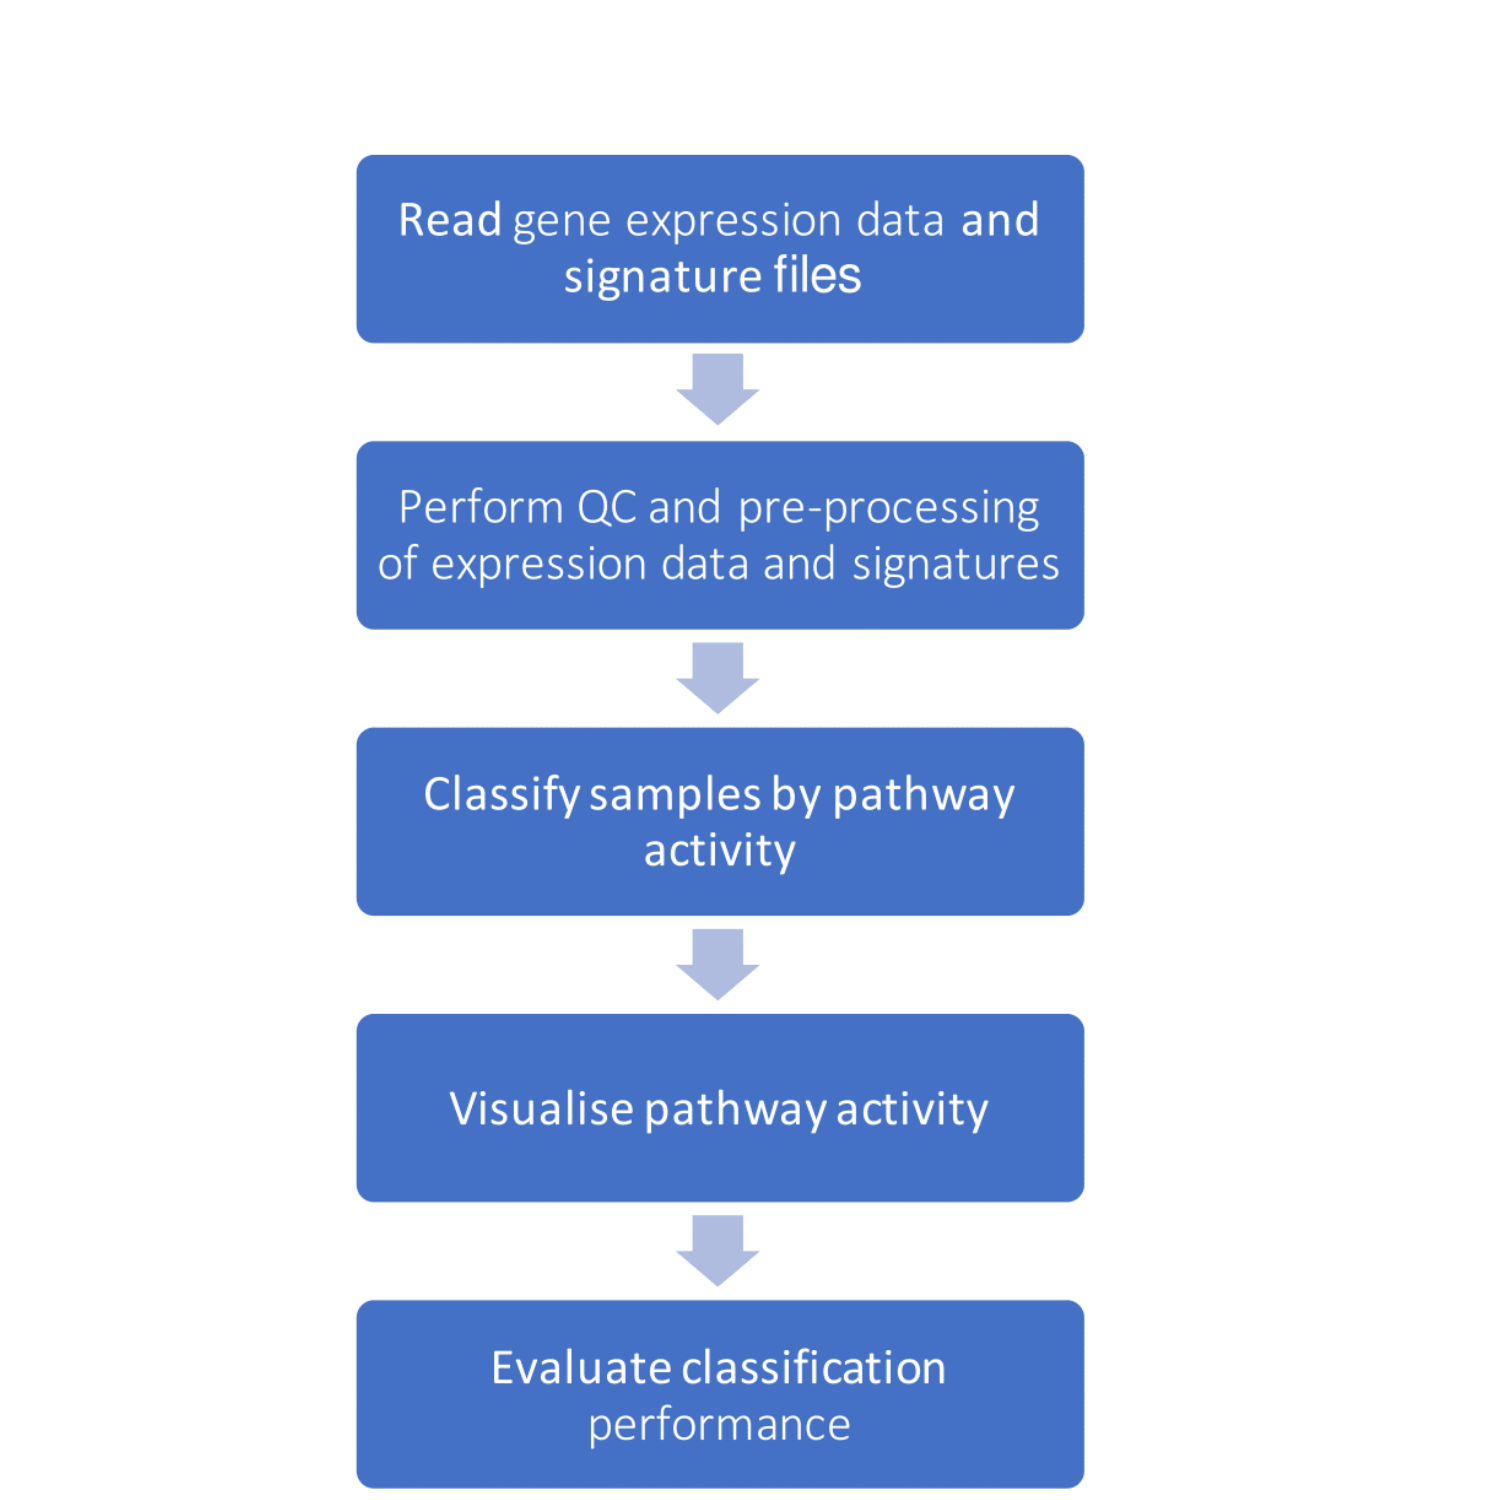 Read gene expression data and
signature files
Perform QC and pre-processing
of expression data and signatures
Classify samples by pathway
activity
Visualise pathway activity
Evaluate classification
performance